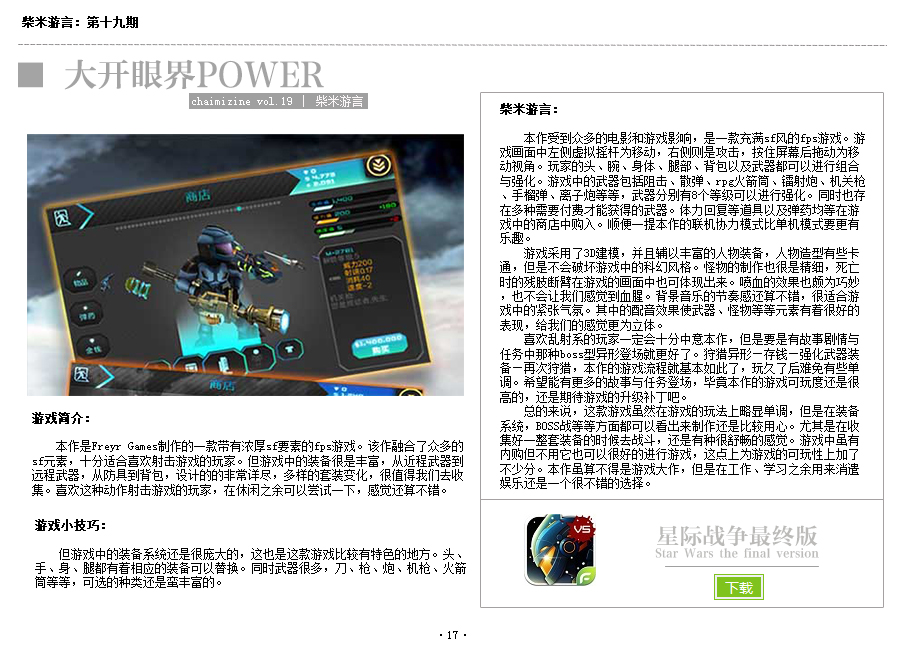 柴米游言：第十九期
大开眼界POWER
chaimizine vol.19 | 柴米游言
商店
商店
购买
游戏简介：
本作是Freyr Games制作的一款带有浓厚sf要素的fps游戏。该作融合了众多的
sf元素，十分适合喜欢射击游戏的玩家。但游戏中的装备很是丰富，从近程武器到
远程武器，从防具到背包，设计的的非常详尽，多样的套装变化，很值得我们去收
集。喜欢这种动作射击游戏的玩家，在休闲之余可以尝试一下，感觉还算不错。
游戏小技巧：
但游戏中的装备系统还是很庞大的，这也是这款游戏比较有特色的地方。头、
手、身、腿都有着相应的装备可以替换。同时武器很多，刀、枪、炮、机枪、火箭
筒等等，可选的种类还是蛮丰富的。
柴米游言：
本作受到众多的电影和游戏影响，是一款充满sf风的fps游戏。游
戏画面中左侧虚拟摇杆为移动，右侧则是攻击，按住屏幕后拖动为移
动视角。玩家的头、腕、身体、腿部、背包以及武器都可以进行组合
与强化。游戏中的武器包括阻击、散弹、rpg火箭筒、镭射炮、机关枪
、手榴弹、离子炮等等，武器分别有8个等级可以进行强化。同时也存
在多种需要付费才能获得的武器。体力回复等道具以及弹药均等在游
戏中的商店中购入。顺便一提本作的联机协力模式比单机模式要更有
乐趣。
游戏采用了3D建模，并且辅以丰富的人物装备，人物造型有些卡
通，但是不会破坏游戏中的科幻风格。怪物的制作也很是精细，死亡
时的残肢断臂在游戏的画面中也可体现出来。喷血的效果也颇为巧妙
，也不会让我们感觉到血腥。背景音乐的节奏感还算不错，很适合游
戏中的紧张气氛。其中的配音效果使武器、怪物等等元素有着很好的
表现，给我们的感觉更为立体。
喜欢乱射系的玩家一定会十分中意本作，但是要是有故事剧情与
任务中那种boss型异形登场就更好了。狩猎异形－存钱－强化武器装
备－再次狩猎，本作的游戏流程就基本如此了，玩久了后难免有些单
调。希望能有更多的故事与任务登场，毕竟本作的游戏可玩度还是很
高的，还是期待游戏的升级补丁吧。
总的来说，这款游戏虽然在游戏的玩法上略显单调，但是在装备
系统，BOSS战等等方面都可以看出来制作还是比较用心。尤其是在收
集好一整套装备的时候去战斗，还是有种很舒畅的感觉。游戏中虽有
内购但不用它也可以很好的进行游戏，这点上为游戏的可玩性上加了
不少分。本作虽算不得是游戏大作，但是在工作、学习之余用来消遣
娱乐还是一个很不错的选择。
VS
星际战争最终版
Star Wars the final version
下载
·17·